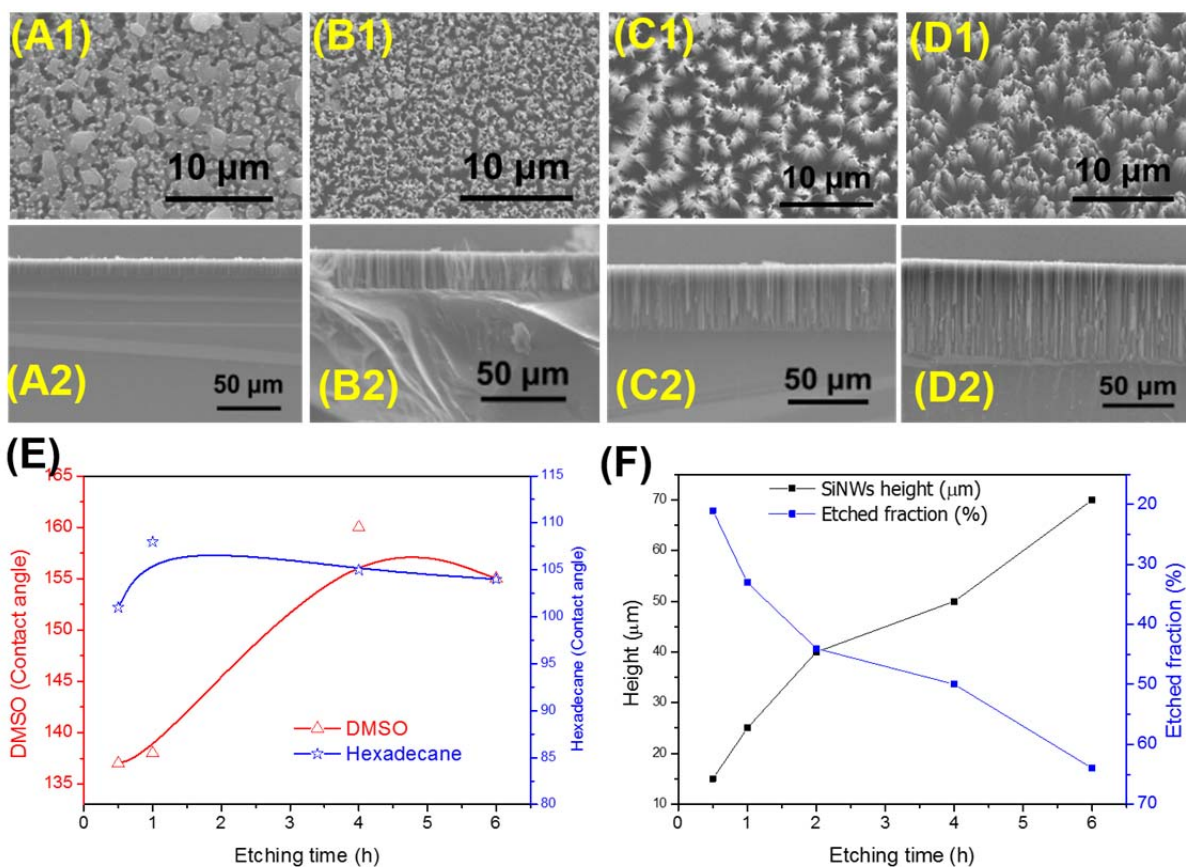 (A1)
10 µm
(B1)
10 µm
(C1)
10 µm
(D1)
10 µm
(A2)
50 µm
(B2)
50 µm
(C2)
50 µm
(D2)
50 µm
(E)
165
160
155
150
145
140
135
DMSO (Contact angle)
115
110
105
100
95
90
85
80
Hexadecane (Contact angle)
DMSO
Hexadecane
0 1 2 3 4 5 6
Etching time (h)
(F)
SiNWs height (µm)
Etched fraction (%)
70
60
50
40
30
20
10
Height (µm)
20
30
40
50
60
70
Etched fraction (%)
0 1 2 3 4 5 6
Etching time (h)